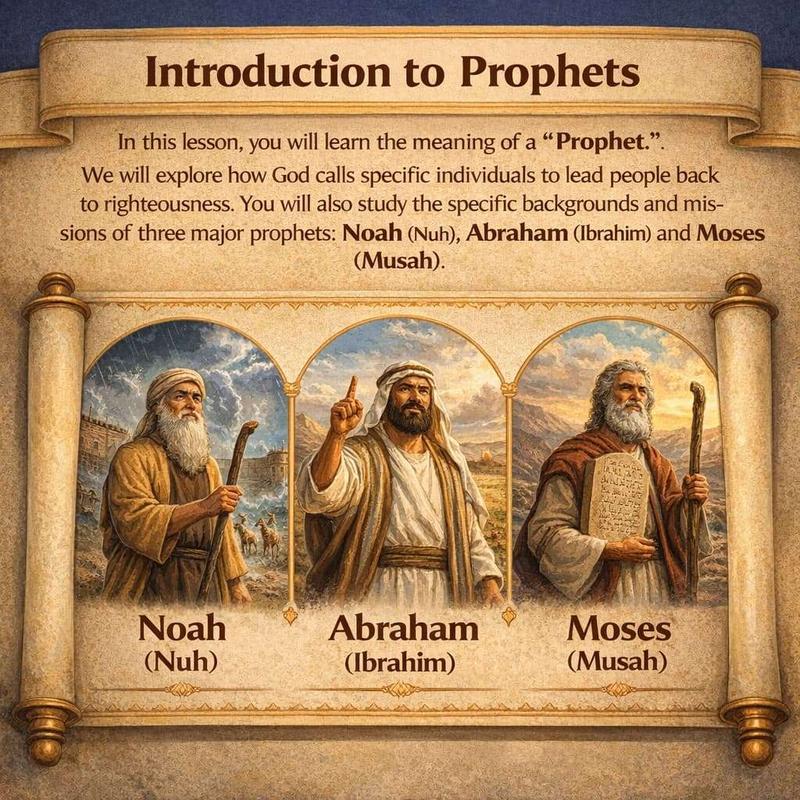 Introduction to Prophets
In this lesson, you will learn the meaning of a “Prophet.”.
We will explore how God calls specific individuals to lead people back
to righteousness. You will also study the specific backgrounds and mis-
sions of three major prophets: Noah (Nuh), Abraham (Ibrahim) and Moses
(Musah).
Noah
(Nuh)
Abraham
(Ibrahim)
Moses
(Musah)